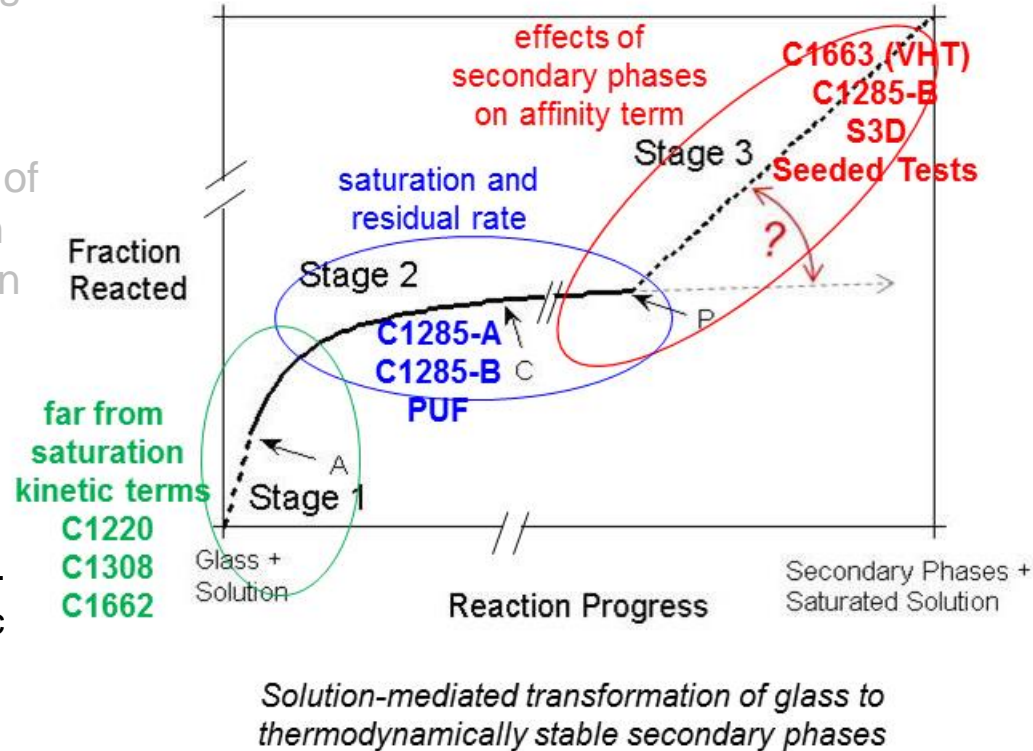 effects of
secondary phases
on affinity term
C1663 (VHT)
C1285-B
S3D
Seeded Tests
Stage 3
?
saturation and
residual rate
Stage 2
C1285-A
C1285-B
PUF
C
P
Fraction
Reacted
of
n
far from
saturation
kinetic terms
C1220
C1308
C1662
A
Stage 1
Glass +
Solution
Reaction Progress
Secondary Phases +
Saturated Solution
c
Solution-mediated transformation of glass to
thermodynamically stable secondary phases